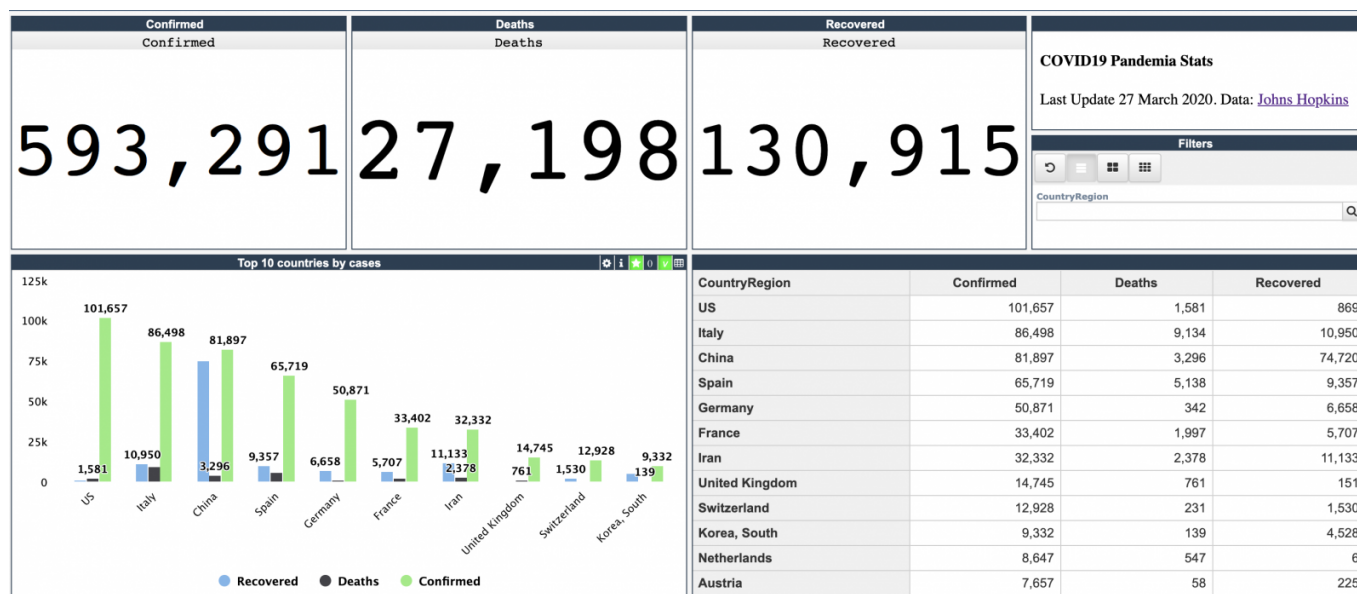 Confirmed
Confirmed
593,291
Deaths
Deaths
27,198
Recovered
Recovered
130,915
COVID19 Pandemia Stats
Last Update 27 March 2020. Data: Johns Hopkins
Filters
CountryRegion
Top 10 countries by cases
0
125k
100k
75k
50k
25k
0
101,657
86,498
81,897
65,719
50,871
33,402
32,332
14,745
12,928
9,332
1,581
10,950
3,296
9,357
6,658
5,707
11,133
2,378
761
1,530
139
US
Italy
China
Spain
Germany
France
Iran
United Kingdom
Switzerland
Korea, South
Recovered Deaths Confirmed
CountryRegion Confirmed Deaths Recovered
US 101,657 1,581 869
Italy 86,498 9,134 10,950
China 81,897 3,296 74,720
Spain 65,719 5,138 9,357
Germany 50,871 342 6,658
France 33,402 1,997 5,707
Iran 32,332 2,378 11,133
United Kingdom 14,745 761 151
Switzerland 12,928 231 1,530
Korea, South 9,332 139 4,528
Netherlands 8,647 547 6
Austria 7,657 58 225